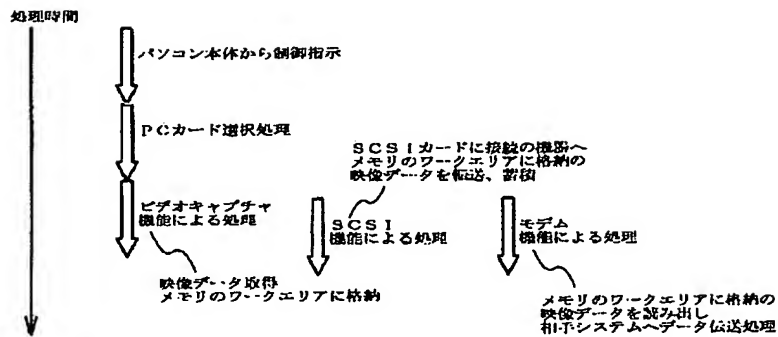 処理時間
パソコン本体から制御指示
PCカード選択処理
SCSIカードに接続の機器へ
メモリのワークエリアに格納の
映像データを転送、蓄積
ビデオキャプチャ
機能による処理
SCSI
機能による処理
モデム
機能による処理
映像データ取得
メモリのワークエリアに格納
メモリのワークエリアに格納の
映像データを読み出し
相手システムへデータ伝送処理